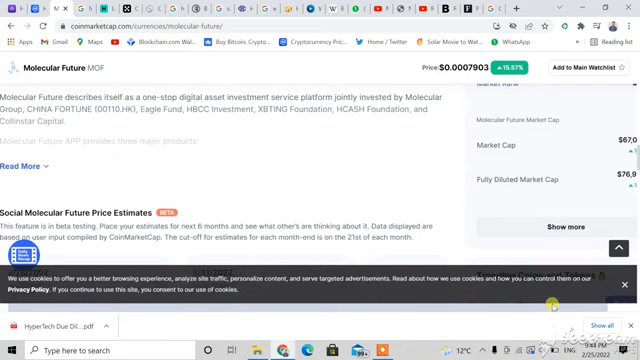 coinmarketcap.com/currencies/molecular-future/
Gmail
YouTube
Maps
Blockchain.com Wal...
Buy Bitcoin, Crypto...
Cryptocurrency Pric...
Home / Twitter
Solar Movie to Wat...
WhatsApp
Reading list
Molecular Future MOF
Price: $0.0007903
15.57%
Add to Main Watchlist
Molecular Future describes itself as a one-stop digital asset investment service platform jointly invested by Molecular
Group, CHINA FORTUNE (00110.HK), Eagle Fund, HBCC Investment, XBTING Foundation, HCASH Foundation, and
Collinstar Capital.
Molecular Future APP provides three major products:
Read More
Market Rank
Molecular Future Market Cap
Market Cap
$67,0
Fully Diluted Market Cap
$76,9
Show more
Social Molecular Future Price Estimates BETA
This feature is in beta testing. Place your estimates for next 6 months and see what other's are thinking about it. Data displayed are
based on user input compiled by CoinMarketCap. The cut-off for estimates for each month-end is on the 21st of each month.
Trending Coins and Tokens
We use cookies to offer you a better browsing experience, analyze site traffic, personalize content, and serve targeted advertisements. Read about how we use cookies and how you can control them on our
Privacy Policy. If you continue to use this site, you consent to our use of cookies.
HyperTech Due Dil....pdf
Show all
Type here to search
99+
12°C
ENG
9:44 PM
2/25/2022